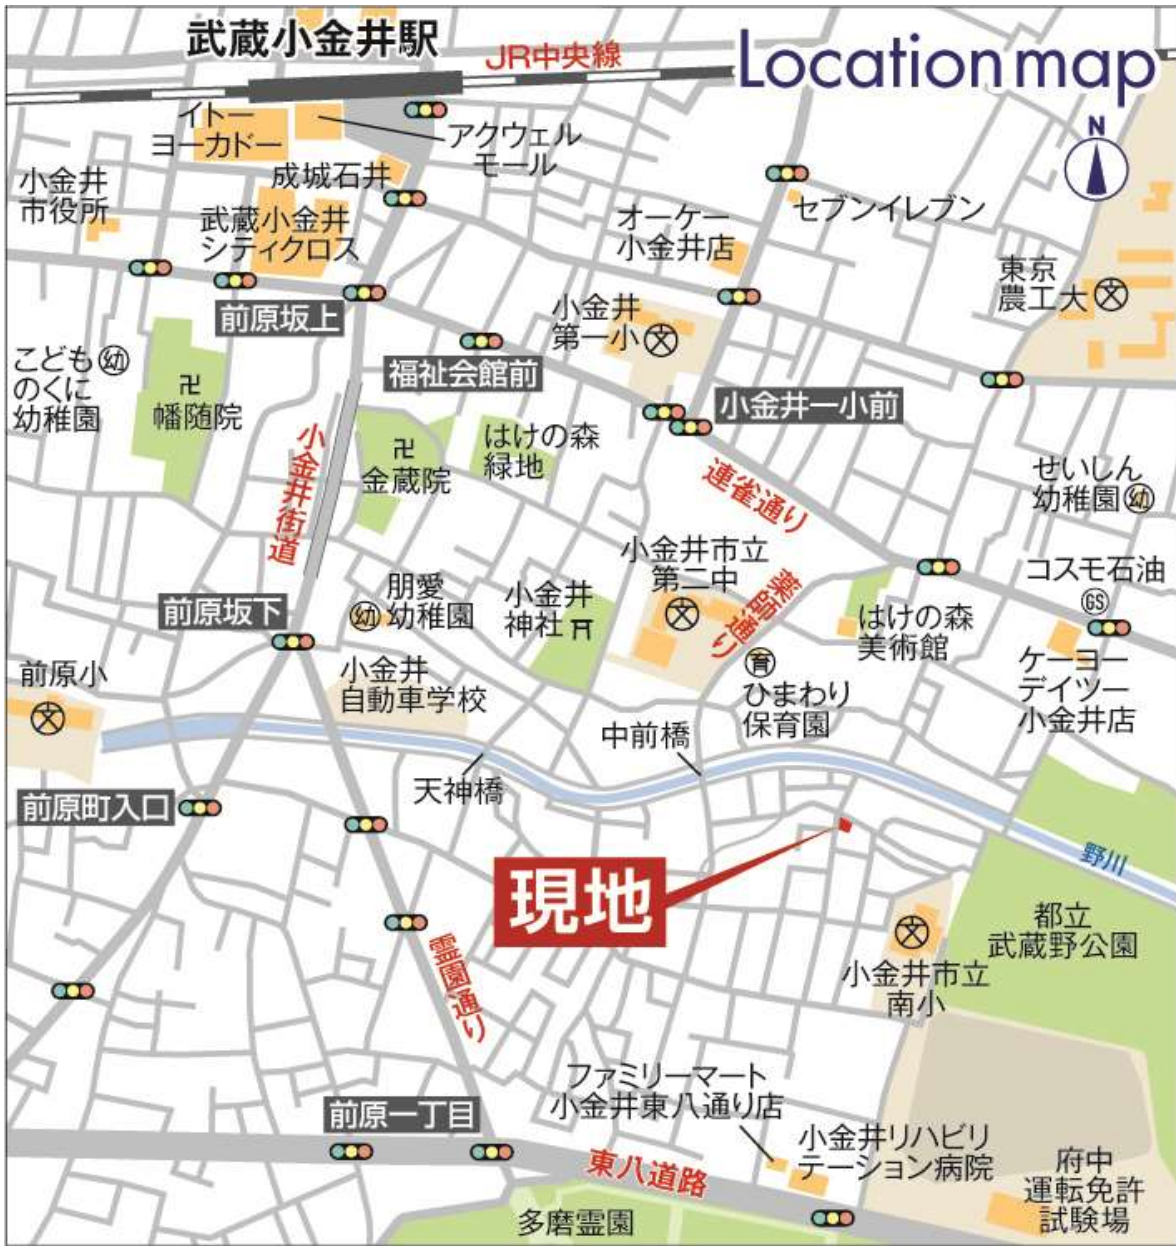 武蔵小金井駅
JR中央線
Location map
N
イトー
ヨーカドー
アクウェル
モール
成城石井
小金井
市役所
武蔵小金井
シティクロス
オーケー
小金井店
セブンイレブン
東京
農工大
文
前原坂上
小金井
第一小
文
こども
のくに
幼稚園
幼
卍
幡随院
福祉会館前
小金井一小前
小金井街道
卍
金蔵院
はけの森
緑地
連雀通り
せいしん
幼稚園
幼
前原坂下
朋愛
幼稚園
幼
小金井
神社
小金井市立
第二中
文
薬師通り
コスモ石油
GS
はけの森
美術館
前原小
文
小金井
自動車学校
育
ひまわり
保育園
ケーヨー
デイツー
小金井店
中前橋
天神橋
前原町入口
現地
野川
都立
武蔵野公園
文
小金井市立
南小
霊園通り
ファミリーマート
小金井東八通り店
前原一丁目
小金井リハビリ
テーション病院
東八道路
府中
運転免許
試験場
多磨霊園